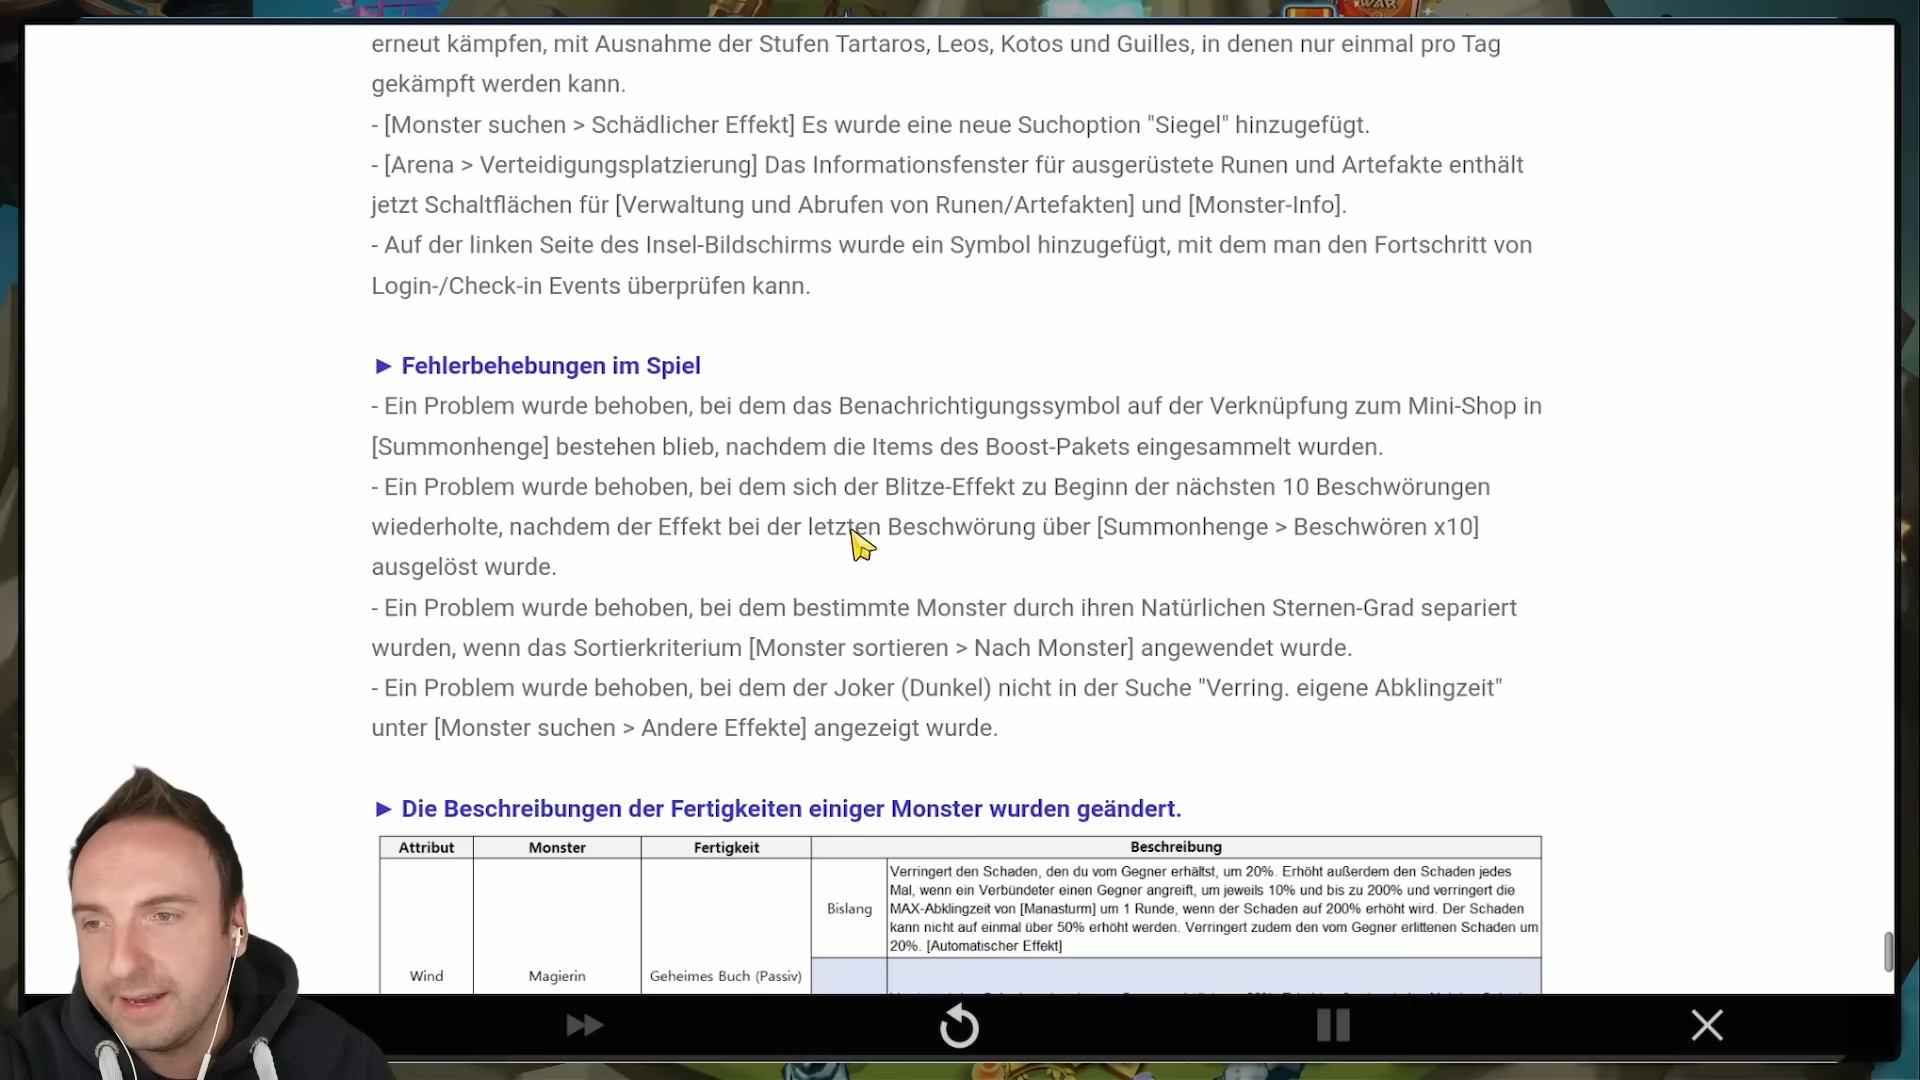 WAR
erneut kämpfen, mit Ausnahme der Stufen Tartaros, Leos, Kotos und Guilles, in denen nur einmal pro Tag
gekämpft werden kann.
- [Monster suchen > Schädlicher Effekt] Es wurde eine neue Suchoption "Siegel" hinzugefügt.
- [Arena > Verteidigungsplatzierung] Das Informationsfenster für ausgerüstete Runen und Artefakte enthält
jetzt Schaltflächen für [Verwaltung und Abrufen von Runen/Artefakten] und [Monster-Info].
- Auf der linken Seite des Insel-Bildschirms wurde ein Symbol hinzugefügt, mit dem man den Fortschritt von
Login-/Check-in Events überprüfen kann.
► Fehlerbehebungen im Spiel
- Ein Problem wurde behoben, bei dem das Benachrichtigungssymbol auf der Verknüpfung zum Mini-Shop in
[Summonhenge] bestehen blieb, nachdem die Items des Boost-Pakets eingesammelt wurden.
- Ein Problem wurde behoben, bei dem sich der Blitze-Effekt zu Beginn der nächsten 10 Beschwörungen
wiederholte, nachdem der Effekt bei der letzten Beschwörung über [Summonhenge > Beschwören x10]
ausgelöst wurde.
- Ein Problem wurde behoben, bei dem bestimmte Monster durch ihren Natürlichen Sternen-Grad separiert
wurden, wenn das Sortierkriterium [Monster sortieren > Nach Monster] angewendet wurde.
- Ein Problem wurde behoben, bei dem der Joker (Dunkel) nicht in der Suche "Verring. eigene Abklingzeit"
unter [Monster suchen > Andere Effekte] angezeigt wurde.
► Die Beschreibungen der Fertigkeiten einiger Monster wurden geändert.
Attribut Monster Fertigkeit Beschreibung
Verringert den Schaden, den du vom Gegner erhältst, um 20%. Erhöht außerdem den Schaden jedes
Mal, wenn ein Verbündeter einen Gegner angreift, um jeweils 10% und bis zu 200% und verringert die
Bislang MAX-Abklingzeit von [Manasturm] um 1 Runde, wenn der Schaden auf 200% erhöht wird. Der Schaden
kann nicht auf einmal über 50% erhöht werden. Verringert zudem den vom Gegner erlittenen Schaden um
20%. [Automatischer Effekt]
Wind Magierin Geheimes Buch (Passiv)